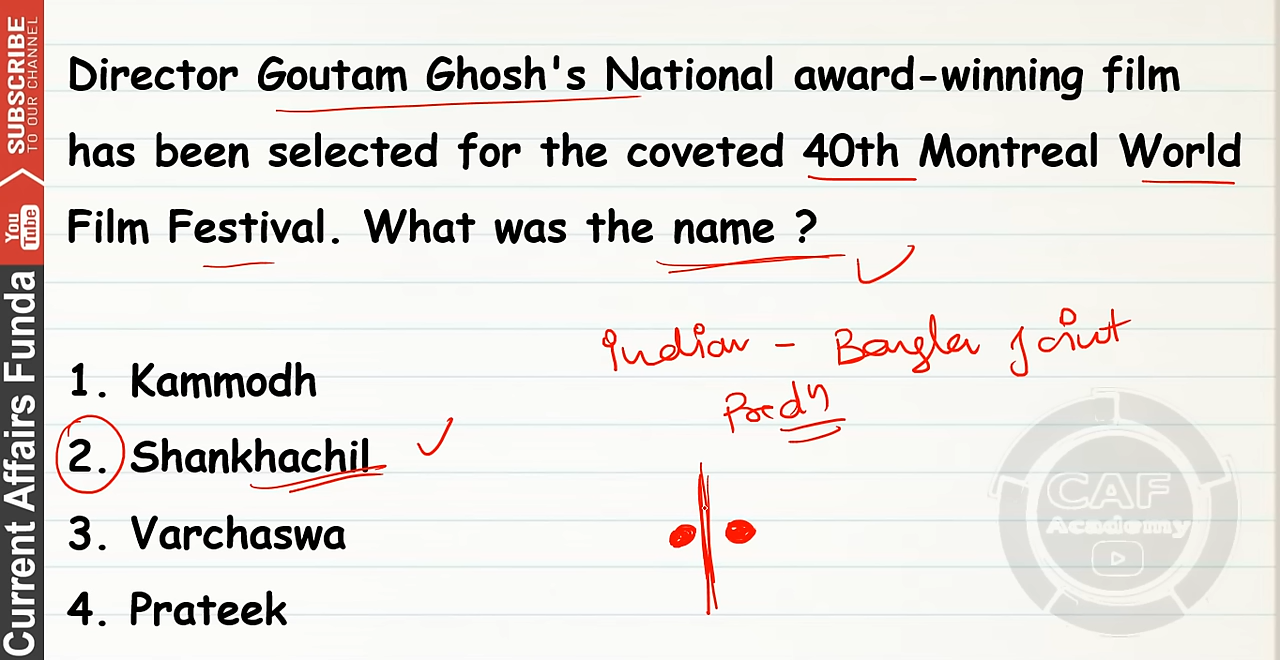 SUBSCRIBE
TO OUR CHANNEL
You Tube
Current Affairs Funda
Director Goutam Ghosh's National award-winning film
has been selected for the coveted 40th Montreal World
Film Festival. What was the name ?
Indian - Bangla Joint
1. Kammodh
2. Shankhachil
3. Varchaswa
4. Prateek
CAF
Academy